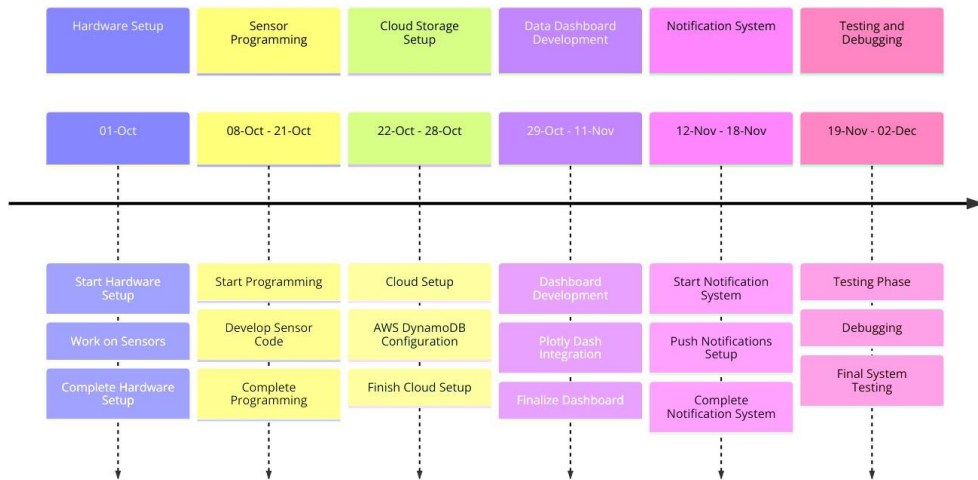 Hardware Setup
Sensor
Programming
Cloud Storage
Setup
Data Dashboard
Development
Notification System
Testing and
Debugging
01-Oct
08-Oct - 21-Oct
22-Oct - 28-Oct
29-Oct - 11-Nov
12-Nov - 18-Nov
19-Nov - 02-Dec
Start Hardware
Setup
Work on Sensors
Complete Hardware
Setup
Start Programming
Develop Sensor
Code
Complete
Programming
Cloud Setup
AWS DynamoDB
Configuration
Finish Cloud Setup
Dashboard
Development
Plotly Dash
Integration
Finalize Dashboard
Start Notification
System
Push Notifications
Setup
Complete
Notification System
Testing Phase
Debugging
Final System
Testing